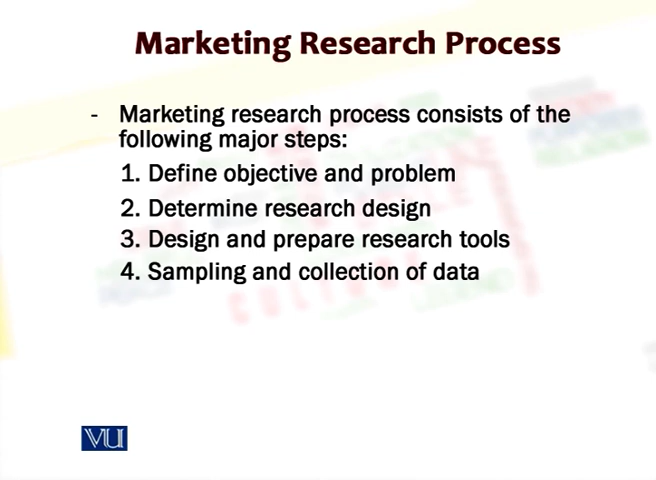 Marketing Research Process
- Marketing research process consists of the
following major steps:
1. Define objective and problem
2. Determine research design
3. Design and prepare research tools
4. Sampling and collection of data
VU